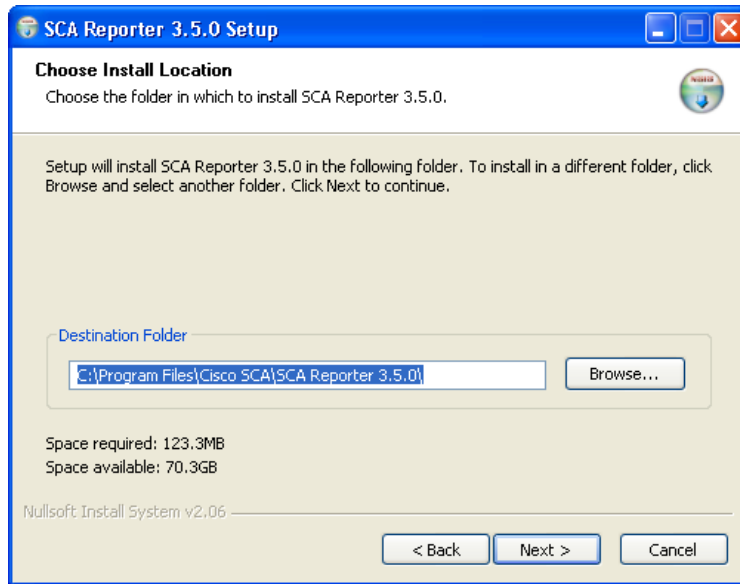 SCA Reporter 3.5.0 Setup
Choose Install Location
Choose the folder in which to install SCA Reporter 3.5.0.
Setup will install SCA Reporter 3.5.0 in the following folder. To install in a different folder, click
Browse and select another folder. Click Next to continue.
Destination Folder
C:\Program Files\Cisco SCA\SCA Reporter 3.5.0\
Browse...
Space required: 123.3MB
Space available: 70.3GB
Nullsoft Install System v2.06
< Back
Next >
Cancel